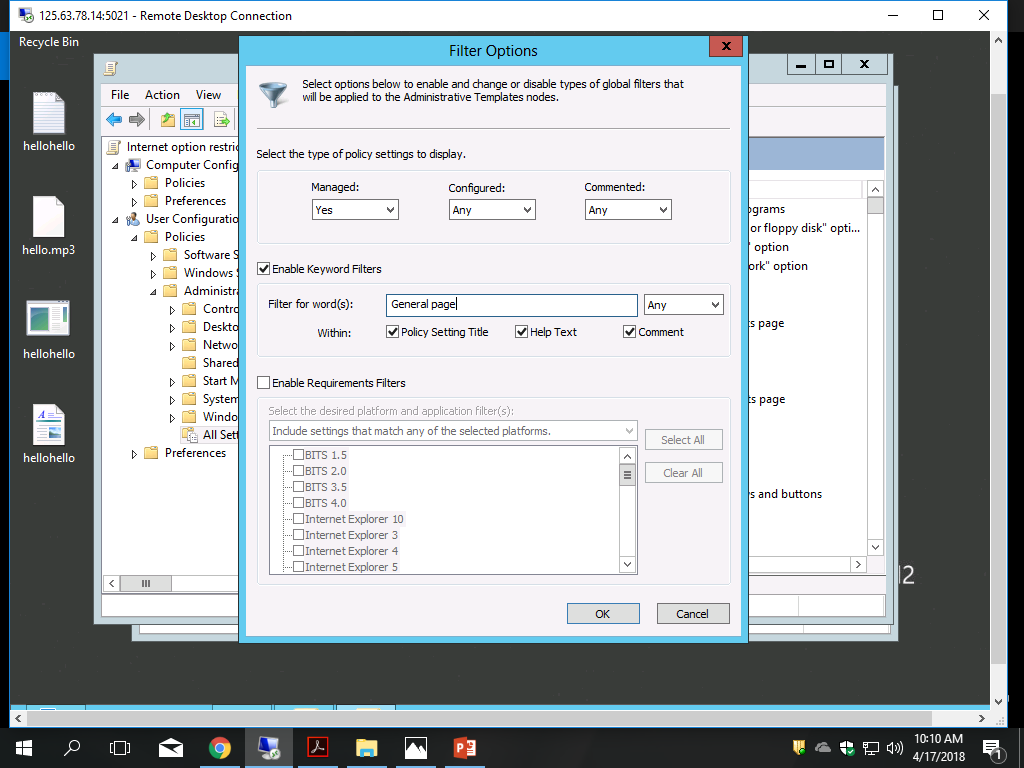 125.63.78.14:5021 - Remote Desktop Connection
Recycle Bin
hellohello
hello.mp3
hellohello
hellohello
File Action View
Internet option restric
Computer Config
Policies
Preferences
User Configuratio
Policies
Software S
Windows S
Administra
Contro
Deskto
Netwo
Shared
Start M
System
Windo
All Sett
Preferences
Filter Options
Select options below to enable and change or disable types of global filters that
will be applied to the Administrative Templates nodes.
Select the type of policy settings to display.
Managed: Configured: Commented:
Yes Any Any
Enable Keyword Filters
Filter for word(s): General page Any
Within: Policy Setting Title Help Text Comment
Enable Requirements Filters
Select the desired platform and application filter(s):
Include settings that match any of the selected platforms.
Select All
Clear All
BITS 1.5
BITS 2.0
BITS 3.5
BITS 4.0
Internet Explorer 10
Internet Explorer 3
Internet Explorer 4
Internet Explorer 5
OK Cancel
ograms
or floppy disk" opti...
" option
ork" option
ts page
ts page
s and buttons
12
10:10 AM
4/17/2018
1